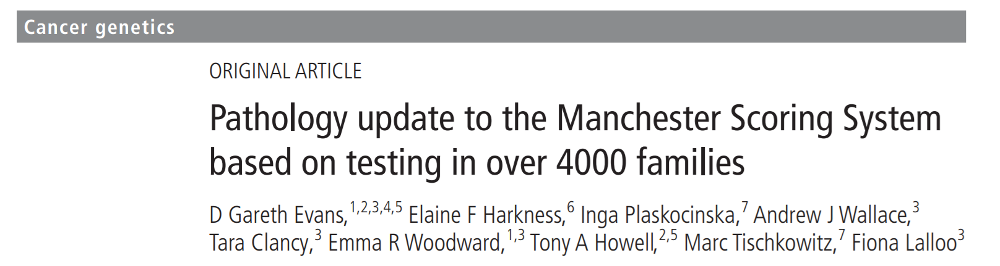 Cancer genetics
ORIGINAL ARTICLE
Pathology update to the Manchester Scoring System
based on testing in over 4000 families
D Gareth Evans,1,2,3,4,5 Elaine F Harkness,6 Inga Plaskocinska,7 Andrew J Wallace,3
Tara Clancy,3 Emma R Woodward,1,3 Tony A Howell,2,5 Marc Tischkowitz,7 Fiona Lalloo3